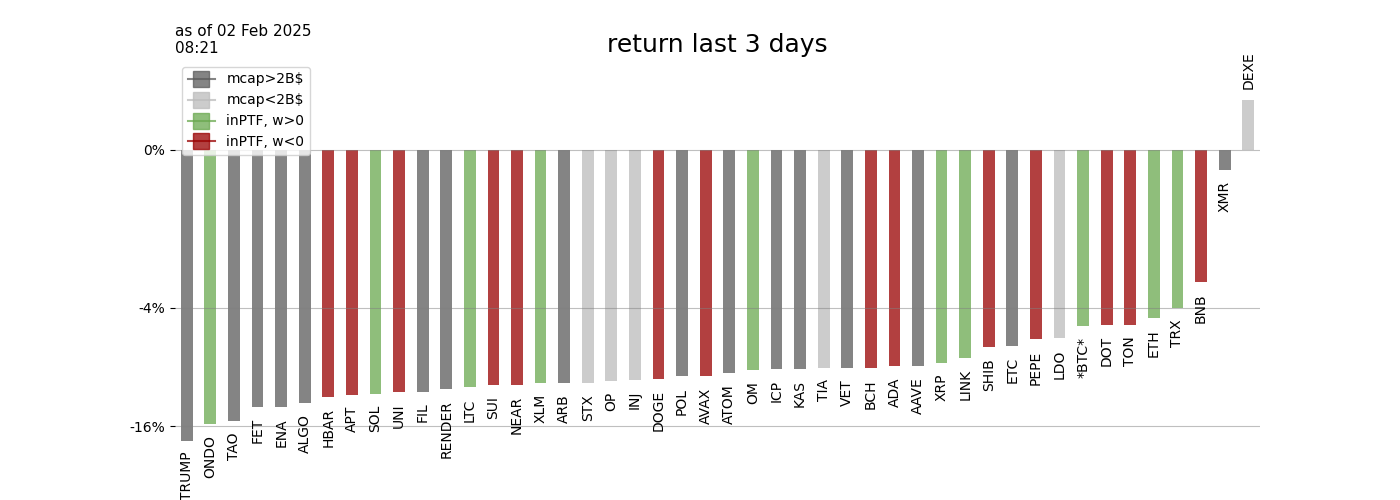 as of 02 Feb 2025
08:21
return last 3 days
mcap>2B$
mcap<2B$
inPTF, w>0
inPTF, w<0
0%
-4%
-16%
TRUMP
ONDO
TAO
FET
ENA
ALGO
HBAR
APT
SOL
UNI
FIL
RENDER
LTC
SUI
NEAR
XLM
ARB
STX
OP
INJ
DOGE
POL
AVAX
ATOM
OM
ICP
KAS
TIA
VET
BCH
ADA
AAVE
XRP
LINK
SHIB
ETC
PEPE
LDO
*BTC*
DOT
TON
ETH
TRX
BNB
XMR
DEXE